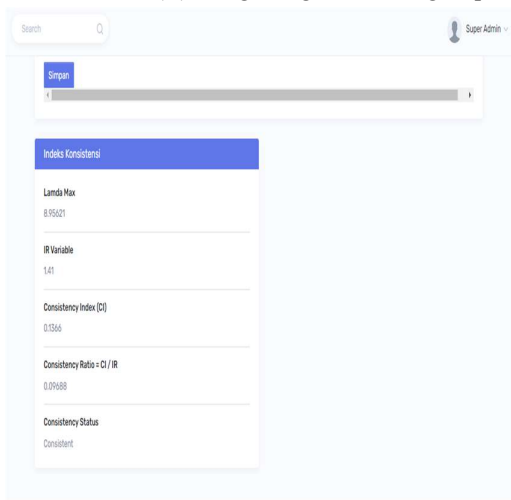 Search
Super Admin
Simpan
Indeks Konsistensi
Lamda Max
8.95621
IR Variable
1.41
Consistency Index (CI)
0.1366
Consistency Ratio = CI / IR
0.09688
Consistency Status
Consistent